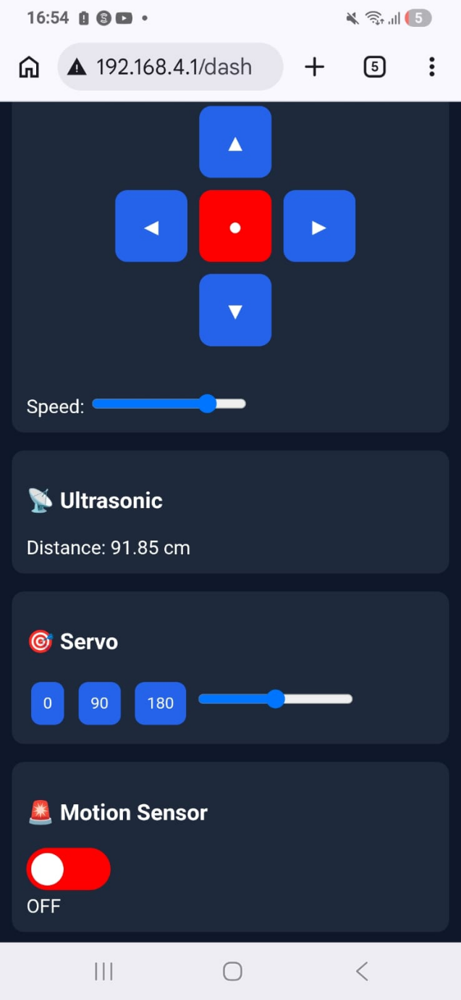 16:54
5
192.168.4.1/dash
5
Speed:
Ultrasonic
Distance: 91.85 cm
Servo
0 90 180
Motion Sensor
OFF